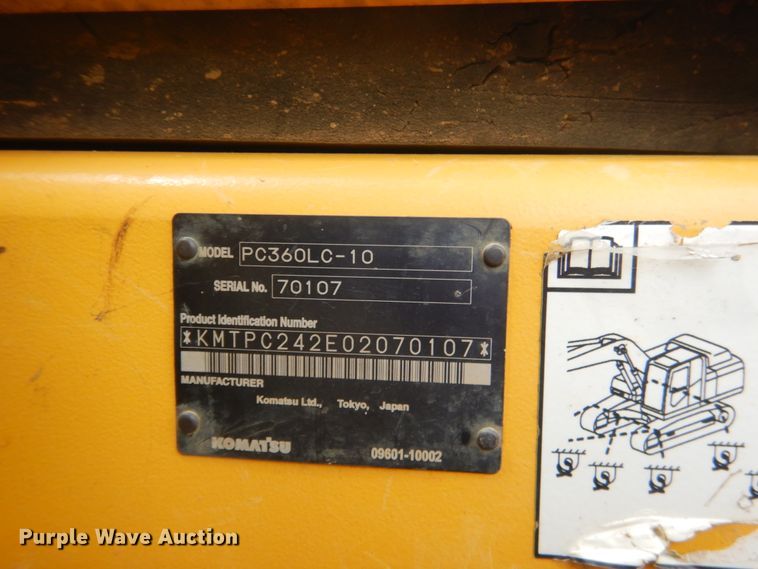 MODEL PC360LC-10
SERIAL No. 70107
Product Identification Number
*KMTPC242E02070107*
MANUFACTURER
Komatsu Ltd., Tokyo, Japan
KOMATSU 09601-10002
Purple Wave Auction